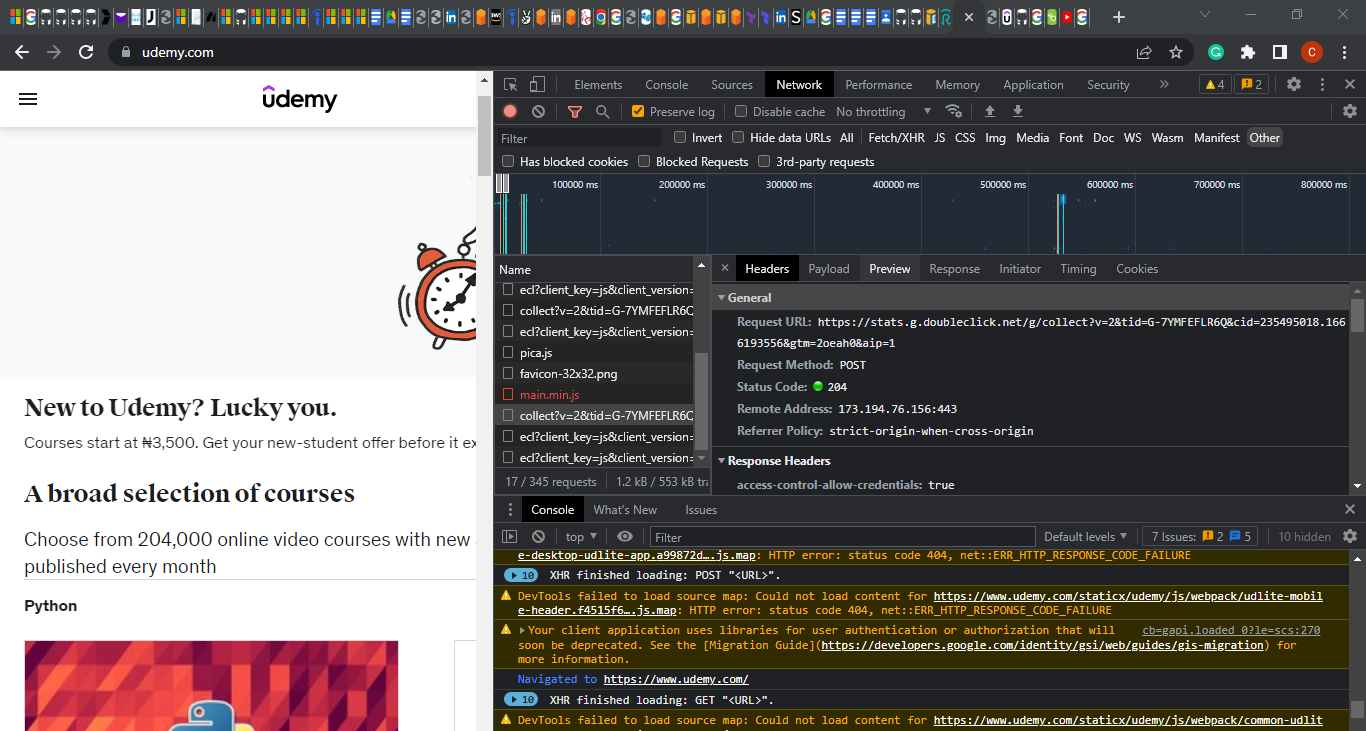 udemy.com
C
Elements Console Sources Network Performance Memory Application Security » 4 2
Preserve log Disable cache No throttling
Filter Invert Hide data URLs All Fetch/XHR JS CSS Img Media Font Doc WS Wasm Manifest Other
Has blocked cookies Blocked Requests 3rd-party requests
100000 ms 200000 ms 300000 ms 400000 ms 500000 ms 600000 ms 700000 ms 800000 ms
Name
ecl?client_key=js&client_version=
collect?v=2&tid=G-7YMFEFLR6Q
ecl?client_key=js&client_version=
pica.js
favicon-32x32.png
main.min.js
collect?v=2&tid=G-7YMFEFLR6Q
ecl?client_key=js&client_version=
ecl?client_key=js&client_version=
17 / 345 requests 1.2 kB / 553 kB tra
Headers Payload Preview Response Initiator Timing Cookies
General
Request URL: https://stats.g.doubleclick.net/g/collect?v=2&tid=G-7YMFEFLR6Q&cid=235495018.166
6193556&gtm=2oeah0&aip=1
Request Method: POST
Status Code: 204
Remote Address: 173.194.76.156:443
Referrer Policy: strict-origin-when-cross-origin
Response Headers
access-control-allow-credentials: true
Console What's New Issues
top Filter Default levels 7 Issues: 2 5 10 hidden
e-desktop-udlite-app.a99872d….js.map: HTTP error: status code 404, net::ERR_HTTP_RESPONSE_CODE_FAILURE
10 XHR finished loading: POST "<URL>".
DevTools failed to load source map: Could not load content for https://www.udemy.com/staticx/udemy/js/webpack/udlite-mobil
e-header.f4515f6….js.map: HTTP error: status code 404, net::ERR_HTTP_RESPONSE_CODE_FAILURE
Your client application uses libraries for user authentication or authorization that will cb=gapi.loaded_0?le=scs:270
soon be deprecated. See the [Migration Guide](https://developers.google.com/identity/gsi/web/guides/gis-migration) for
more information.
Navigated to https://www.udemy.com/
10 XHR finished loading: GET "<URL>".
DevTools failed to load source map: Could not load content for https://www.udemy.com/staticx/udemy/js/webpack/common-udlit
udemy
New to Udemy? Lucky you.
Courses start at ₦3,500. Get your new-student offer before it ex
A broad selection of courses
Choose from 204,000 online video courses with new
published every month
Python